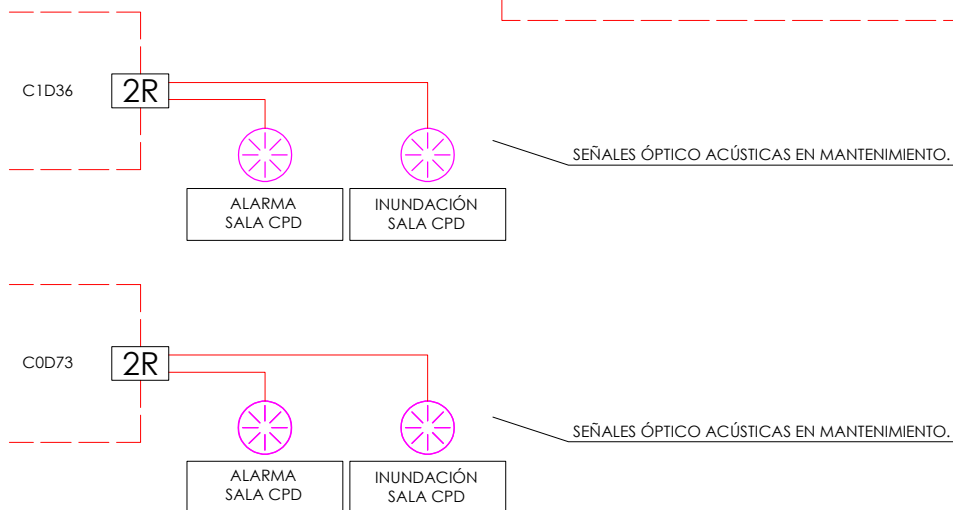 C1D36
2R
SEÑALES ÓPTICO ACÚSTICAS EN MANTENIMIENTO.
ALARMA
SALA CPD
INUNDACIÓN
SALA CPD
C0D73
2R
SEÑALES ÓPTICO ACÚSTICAS EN MANTENIMIENTO.
ALARMA
SALA CPD
INUNDACIÓN
SALA CPD